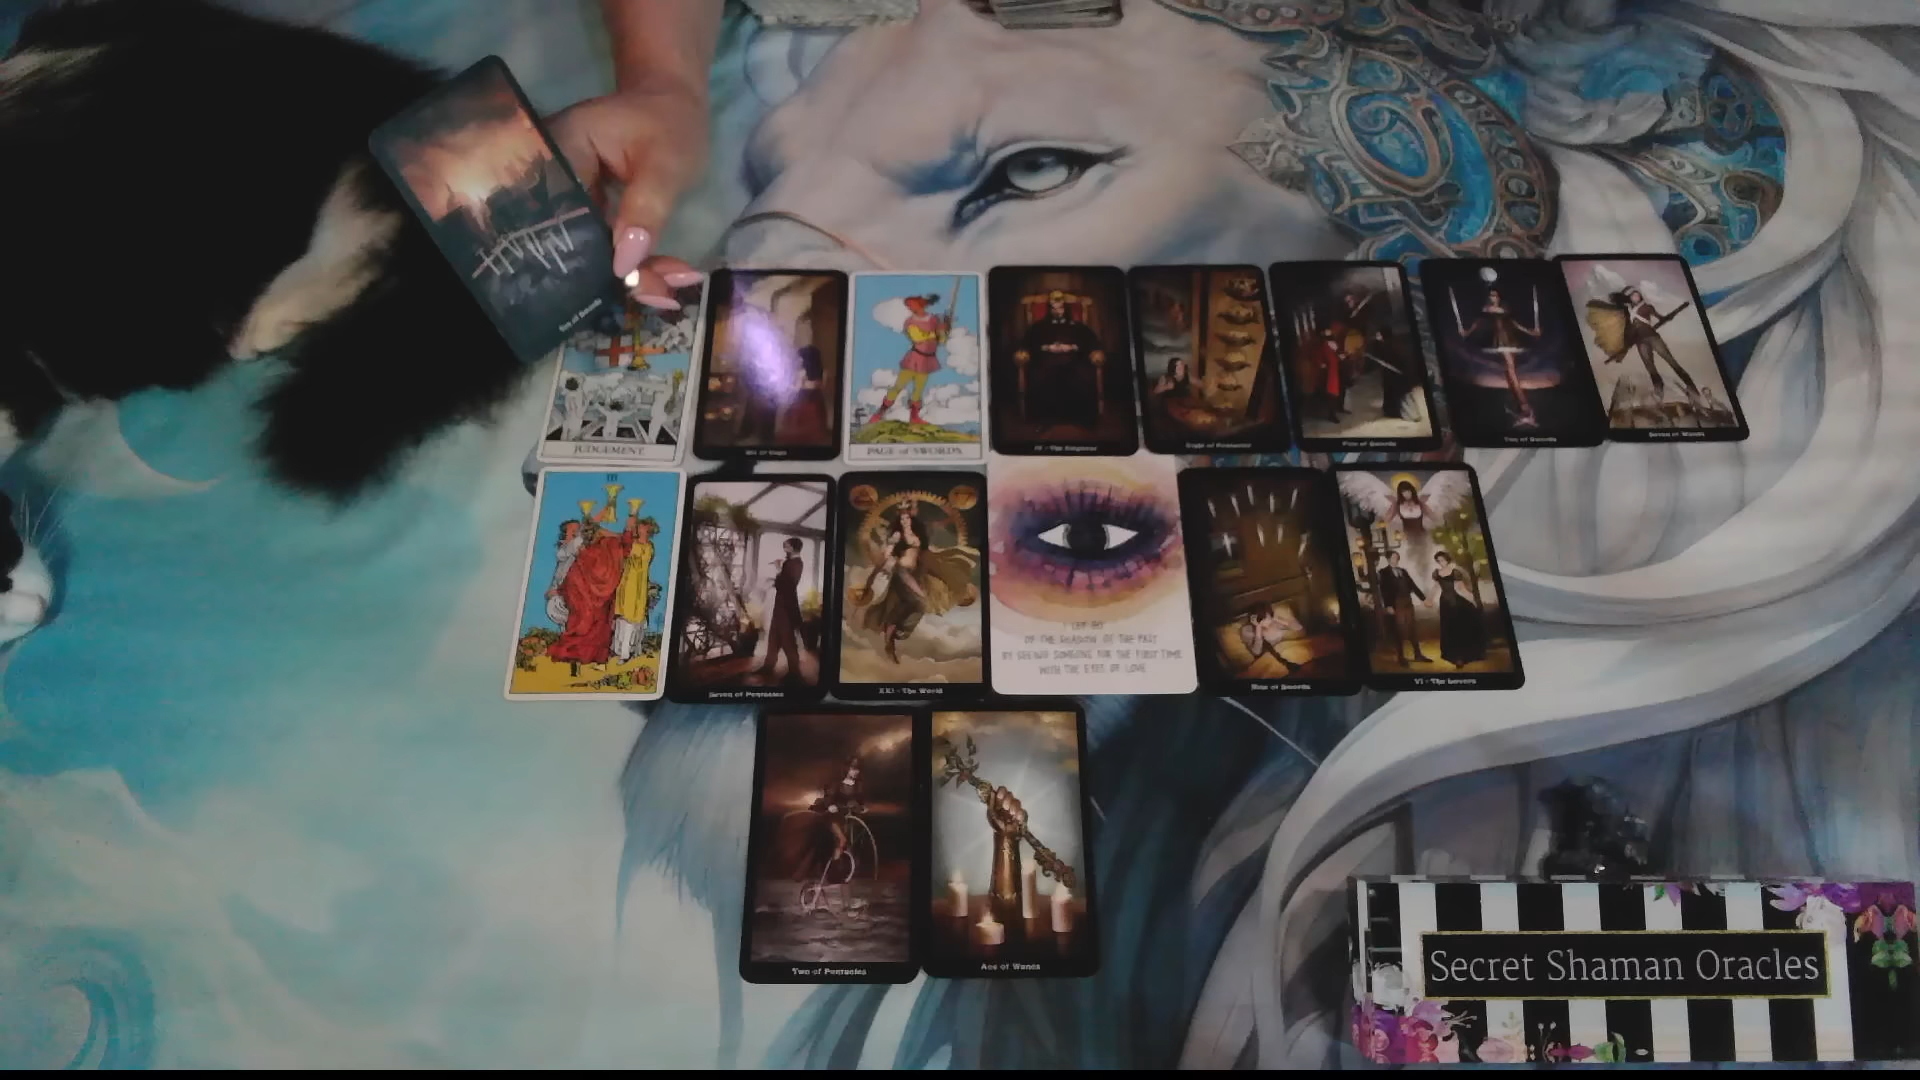 Ten of Swords
JUDGEMENT
Six of Cups
PAGE of SWORDS
IV - The Emperor
Eight of Pentacles
Five of Swords
Two of Swords
Seven of Wands
III
Seven of Pentacles
XXI - The World
I LET GO
OF THE SHADOW OF THE PAST
BY SEEING SOMEONE FOR THE FIRST TIME
WITH THE EYES OF LOVE
Nine of Swords
VI - The Lovers
Two of Pentacles
Ace of Wands
Secret Shaman Oracles